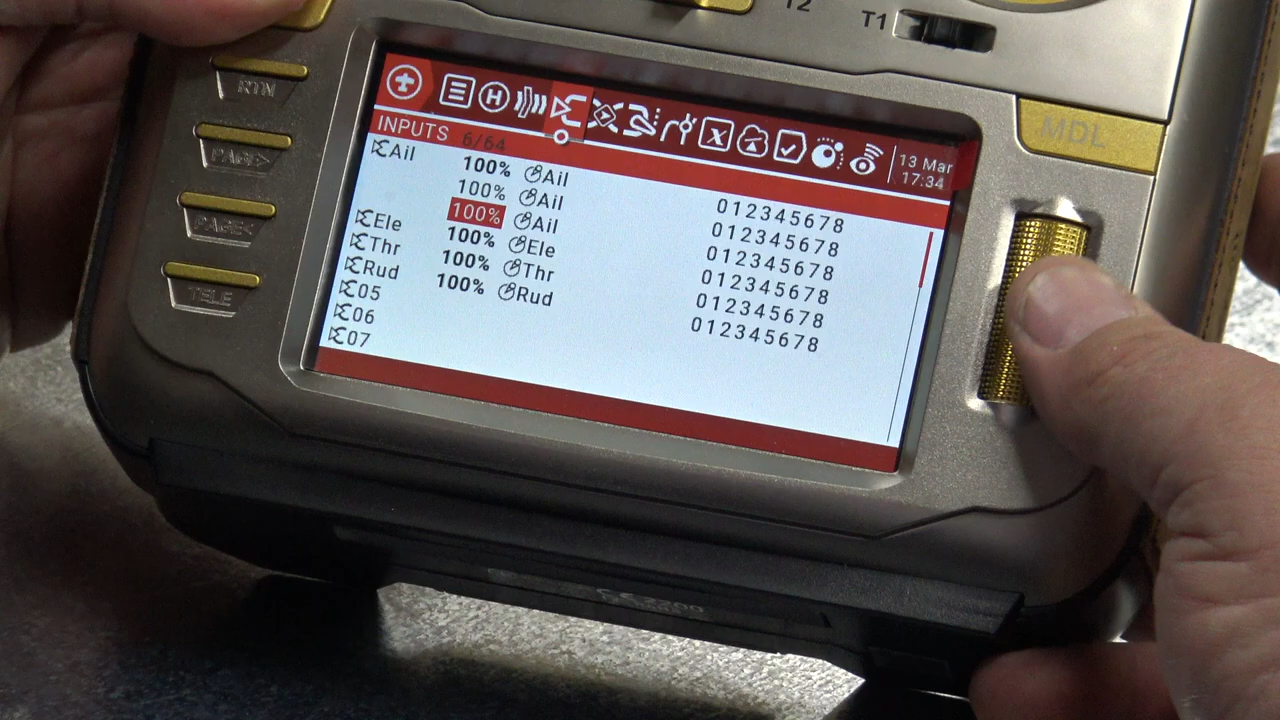 T2
T1
RTN
PAGE>
PAGE<
TELE
MDL
13 Mar
17:34
INPUTS 6/64
Ail 100% Ail 012345678
100% Ail 012345678
100% Ail 012345678
Ele 100% Ele 012345678
Thr 100% Thr 012345678
Rud 100% Rud 012345678
05
06
07